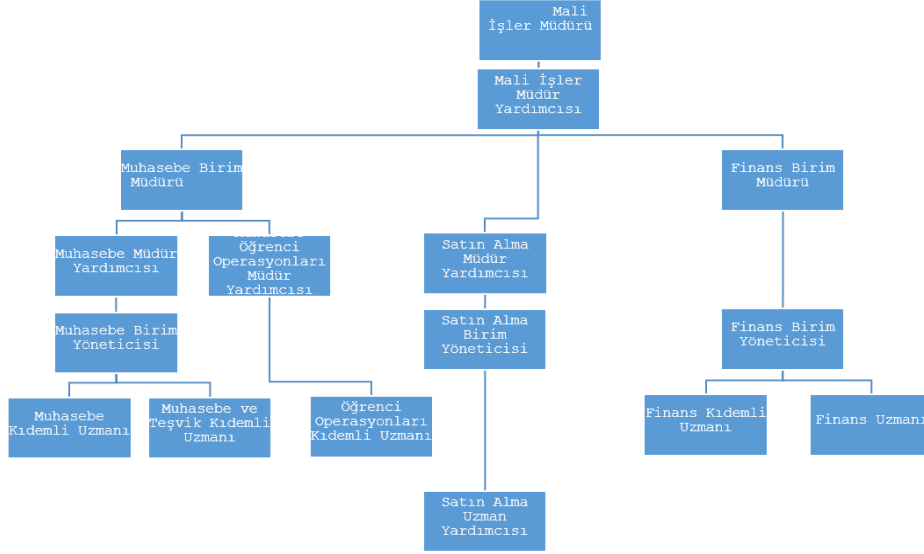 Mali
İşler Müdürü
Mali İşler
Müdür
Yardımcısı
Muhasebe Birim
Müdürü
Finans Birim
Müdürü
Muhasebe Müdür
Yardımcısı
Öğrenci
Operasyonları
Müdür
Yardımcısı
Satın Alma
Müdür
Yardımcısı
Muhasebe Birim
Yöneticisi
Satın Alma
Birim
Yöneticisi
Finans Birim
Yöneticisi
Muhasebe
Kıdemli Uzmanı
Muhasebe ve
Teşvik Kıdemli
Uzmanı
Öğrenci
Operasyonları
Kıdemli Uzmanı
Finans Kıdemli
Uzmanı
Finans Uzmanı
Satın Alma
Uzman
Yardımcısı